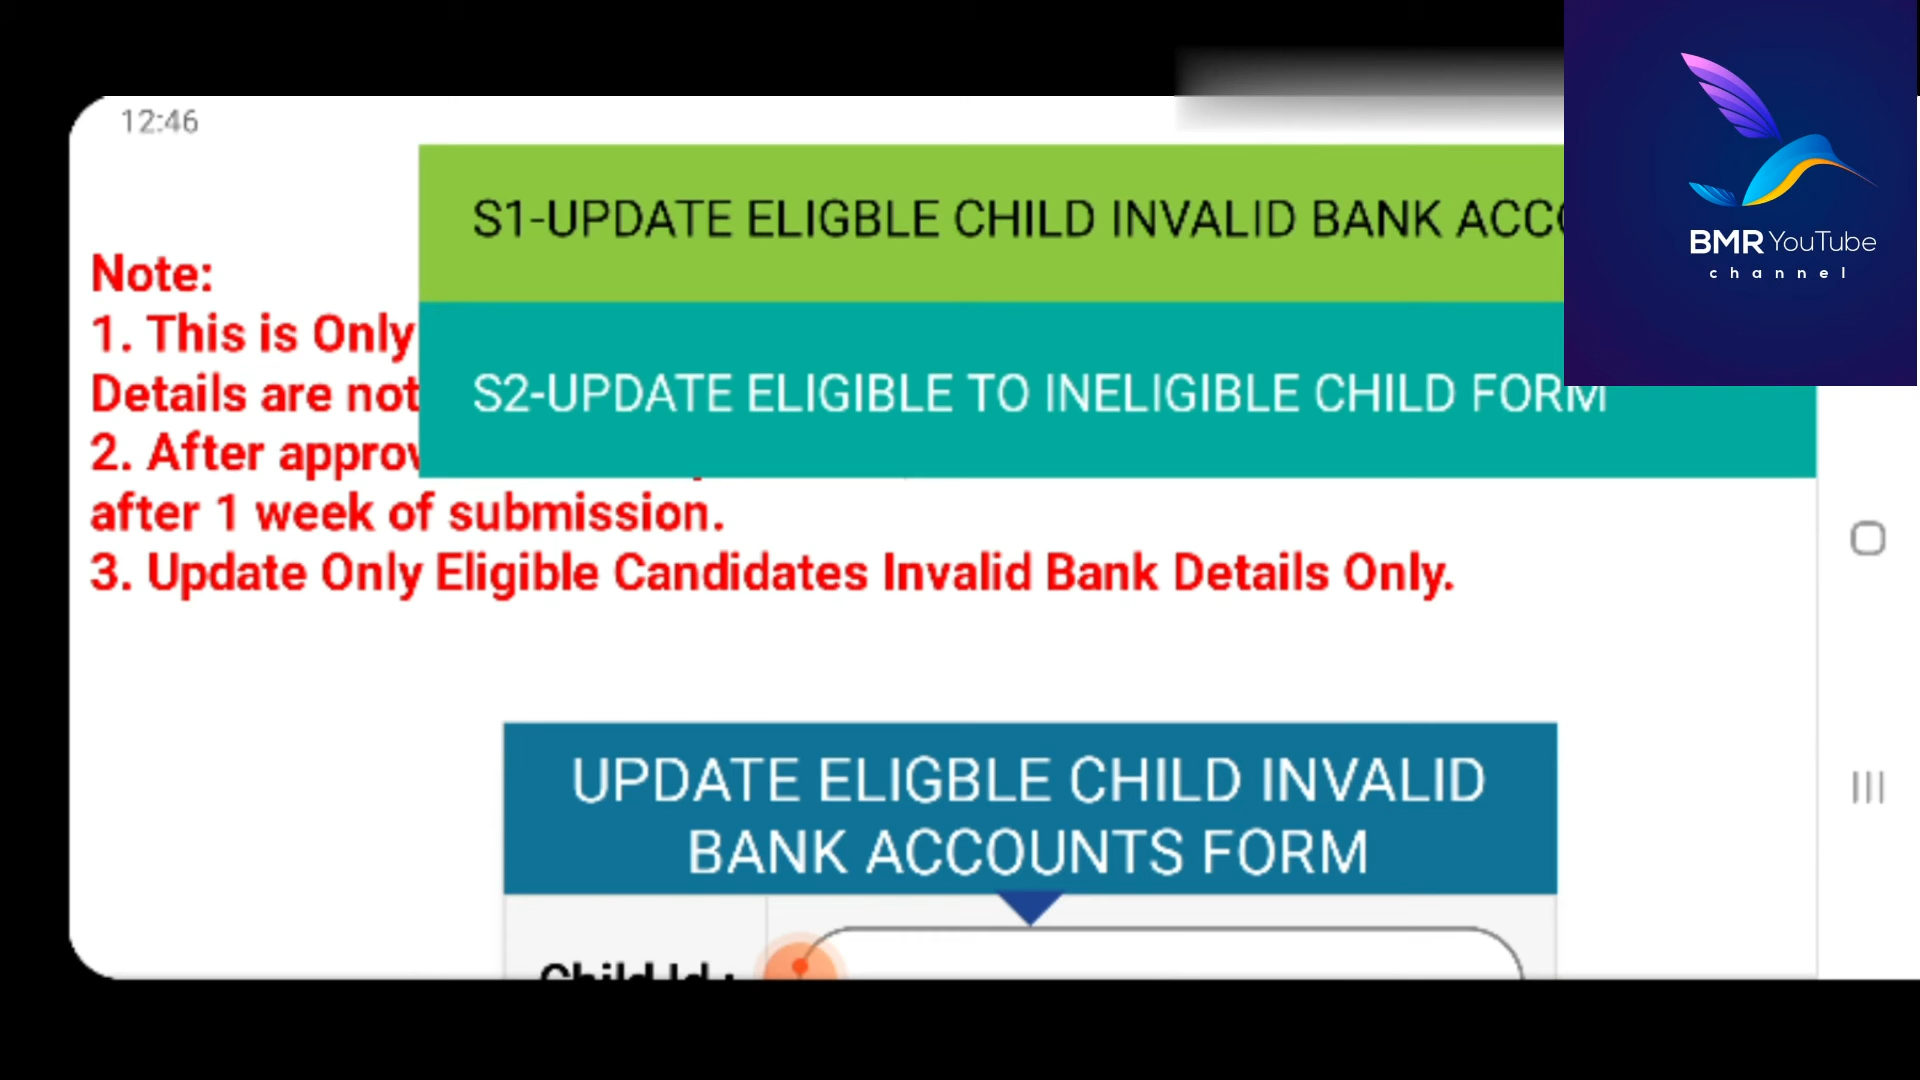 12:46
S1-UPDATE ELIGBLE CHILD INVALID BANK
S2-UPDATE ELIGIBLE TO INELIGIBLE CHILD FORM
BMR YouTube
channel
Note:
1. This is Only
Details are not
2. After
after 1 week of submission.
3. Update Only Eligible Candidates Invalid Bank Details Only.
UPDATE ELIGBLE CHILD INVALID
BANK ACCOUNTS FORM
Child Id :